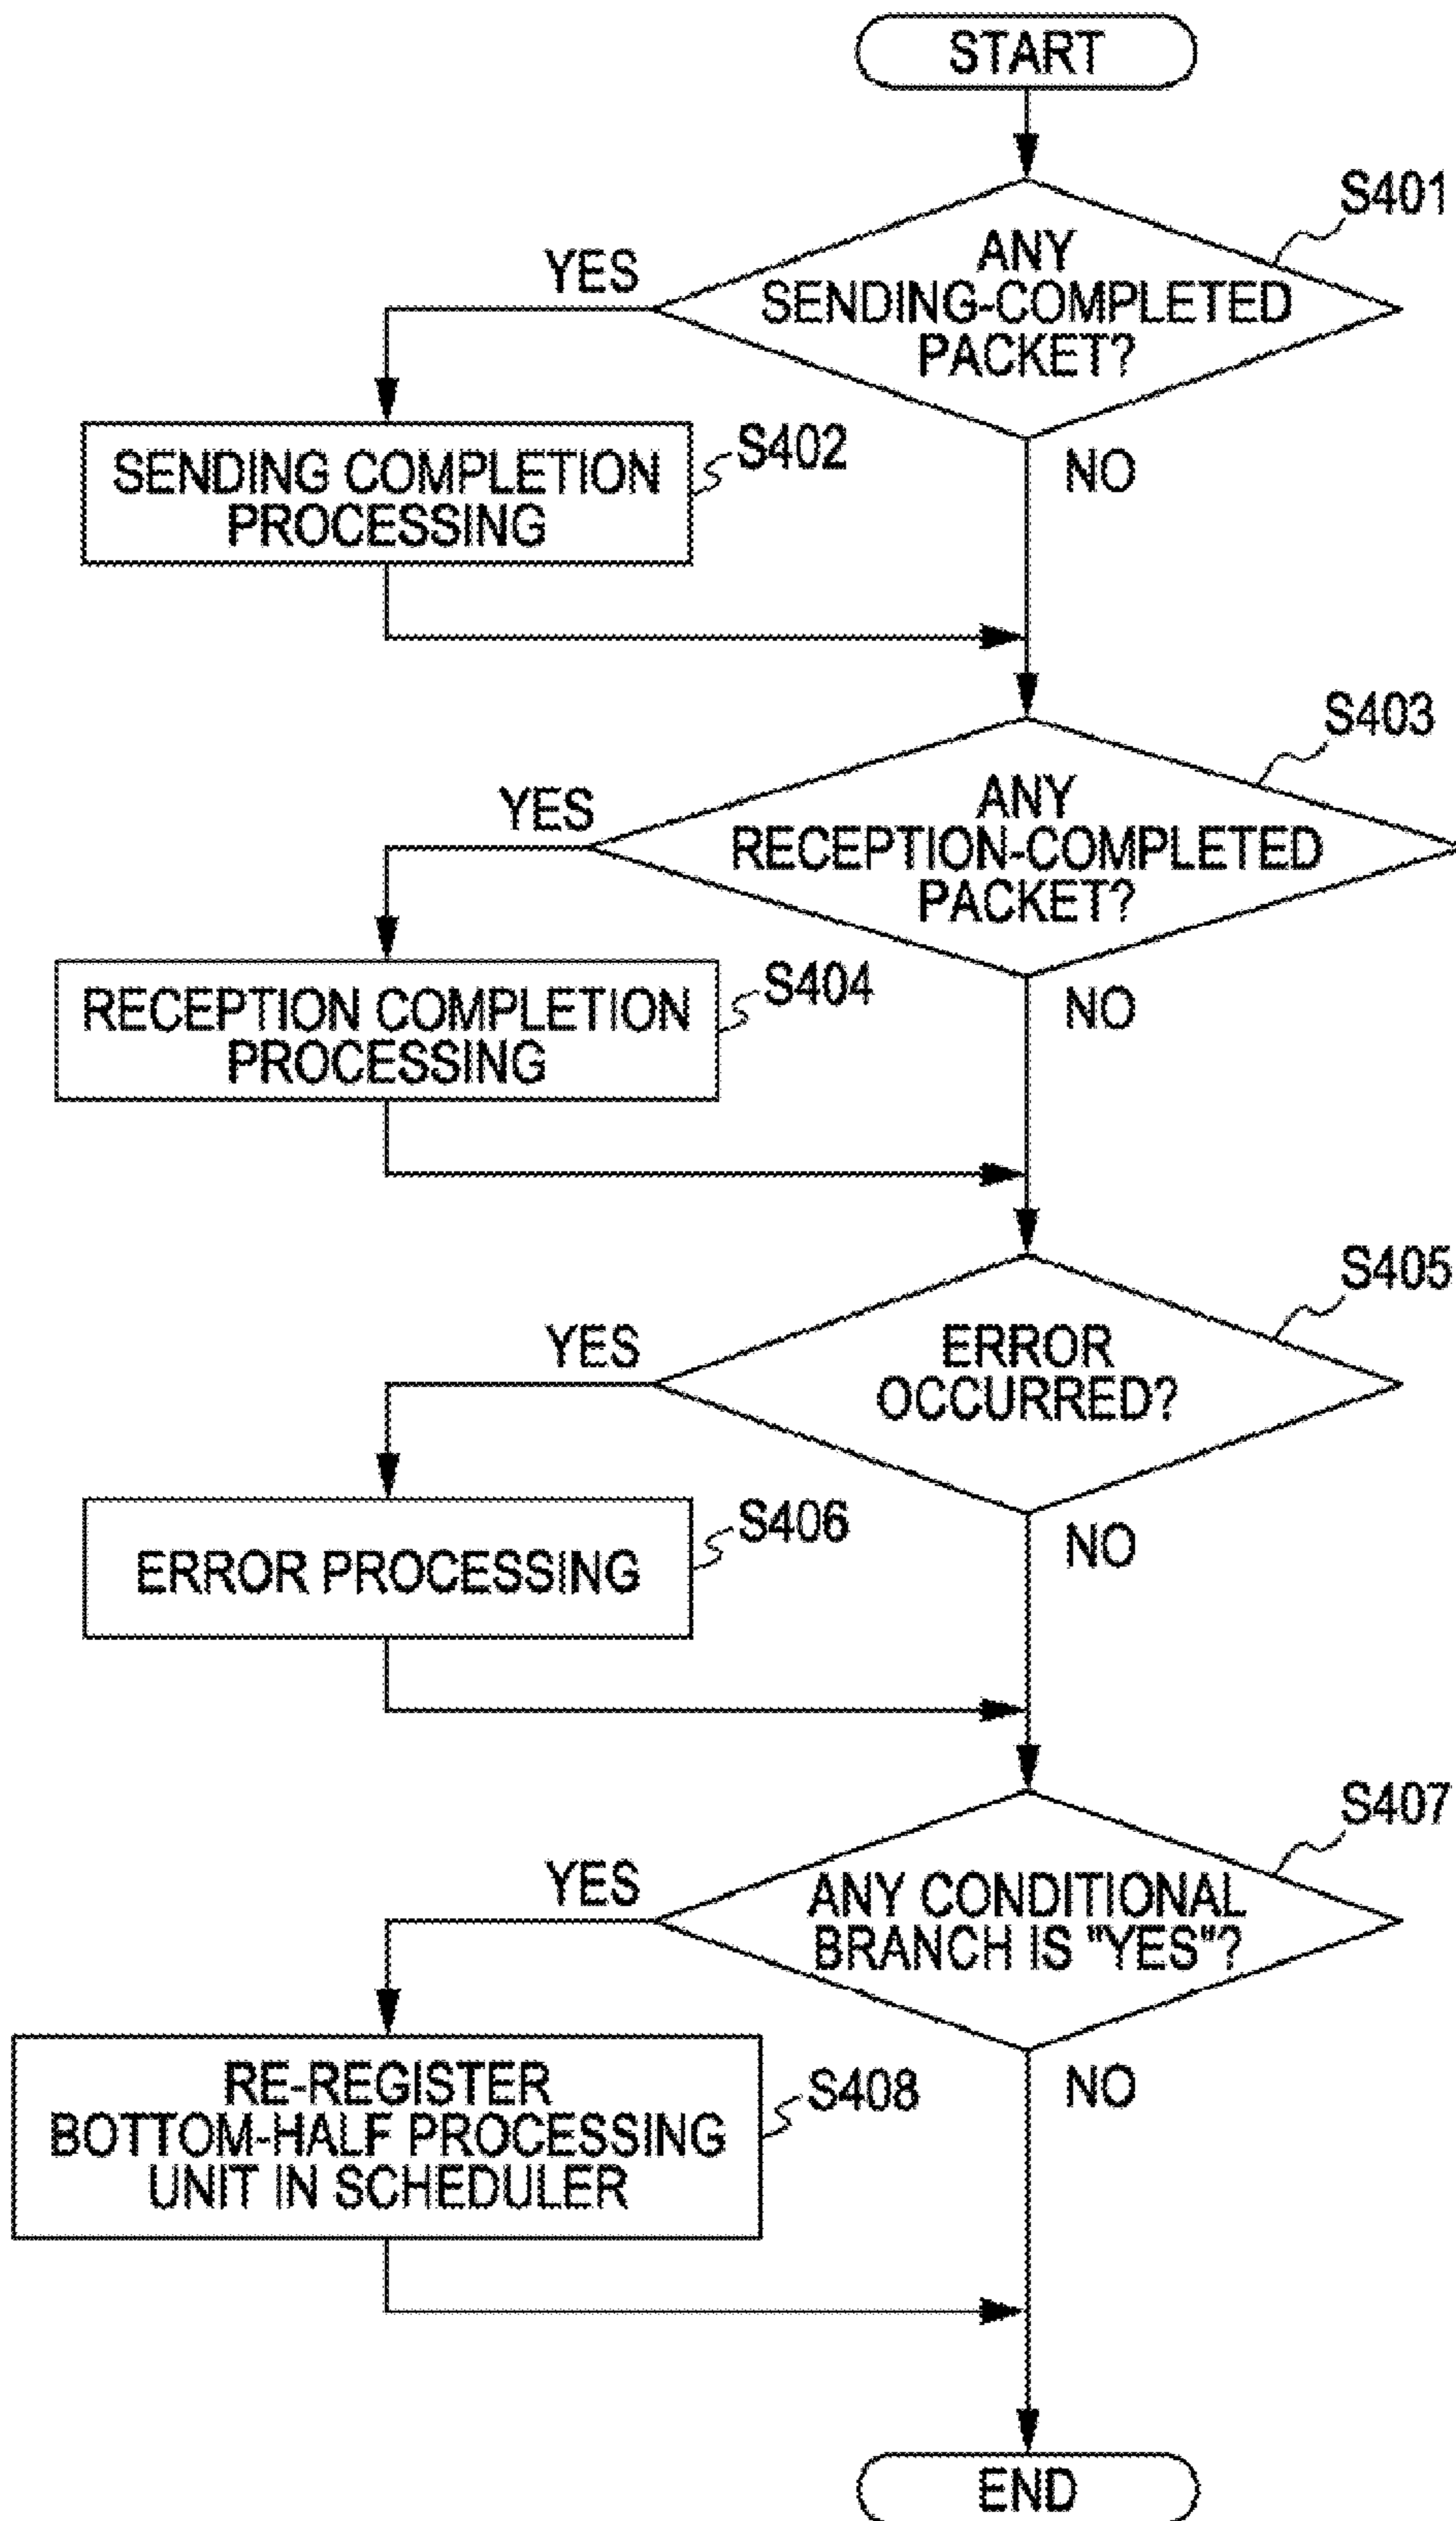 START
S401
ANY
SENDING-COMPLETED
PACKET?
YES
NO
S402
SENDING COMPLETION
PROCESSING
S403
ANY
RECEPTION-COMPLETED
PACKET?
YES
NO
S404
RECEPTION COMPLETION
PROCESSING
S405
ERROR
OCCURRED?
YES
NO
S406
ERROR PROCESSING
S407
ANY CONDITIONAL
BRANCH IS "YES"?
YES
NO
S408
RE-REGISTER
BOTTOM-HALF PROCESSING
UNIT IN SCHEDULER
END